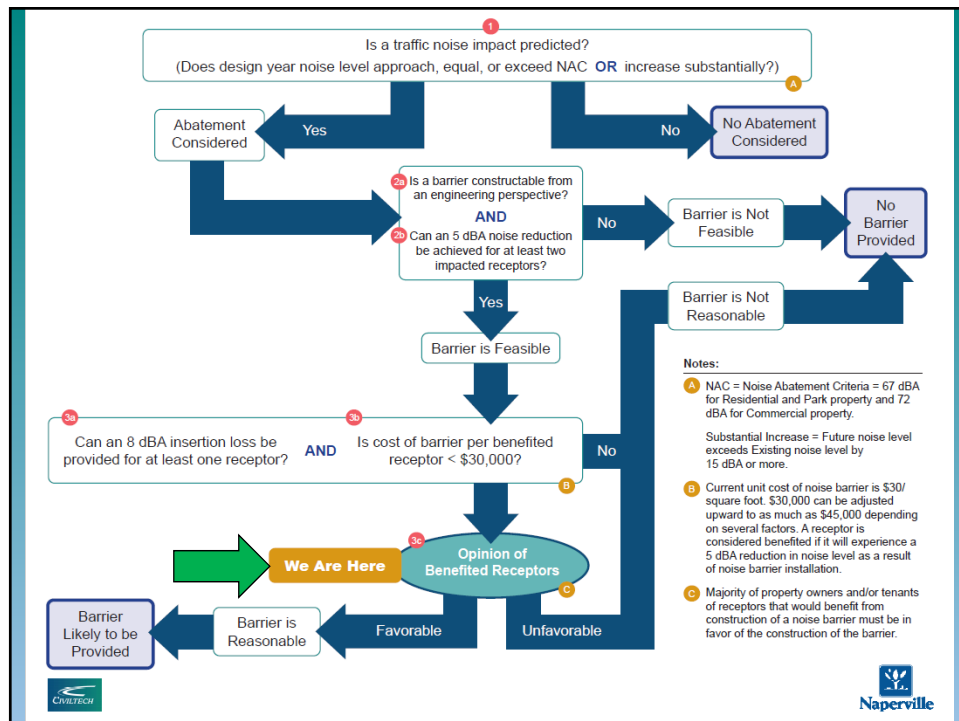 1
Is a traffic noise impact predicted?
(Does design year noise level approach, equal, or exceed NAC OR increase substantially?)
A
Abatement
Considered
Yes
No
No Abatement
Considered
2a
Is a barrier constructable from
an engineering perspective?
AND
2b
Can an 5 dBA noise reduction
be achieved for at least two
impacted receptors?
No
Barrier is Not
Feasible
No
Barrier
Provided
Yes
Barrier is Not
Reasonable
Barrier is Feasible
3a
Can an 8 dBA insertion loss be
provided for at least one receptor?
AND
3b
Is cost of barrier per benefited
receptor < $30,000?
B
No
We Are Here
3c
Opinion of
Benefited Receptors
C
Favorable
Unfavorable
Barrier is
Reasonable
Barrier
Likely to be
Provided
Notes:
A
NAC = Noise Abatement Criteria = 67 dBA
for Residential and Park property and 72
dBA for Commercial property.
Substantial Increase = Future noise level
exceeds Existing noise level by
15 dBA or more.
B
Current unit cost of noise barrier is $30/
square foot. $30,000 can be adjusted
upward to as much as $45,000 depending
on several factors. A receptor is
considered benefited if it will experience a
5 dBA reduction in noise level as a result
of noise barrier installation.
C
Majority of property owners and/or tenants
of receptors that would benefit from
construction of a noise barrier must be in
favor of the construction of the barrier.
CIVILTECH
Naperville